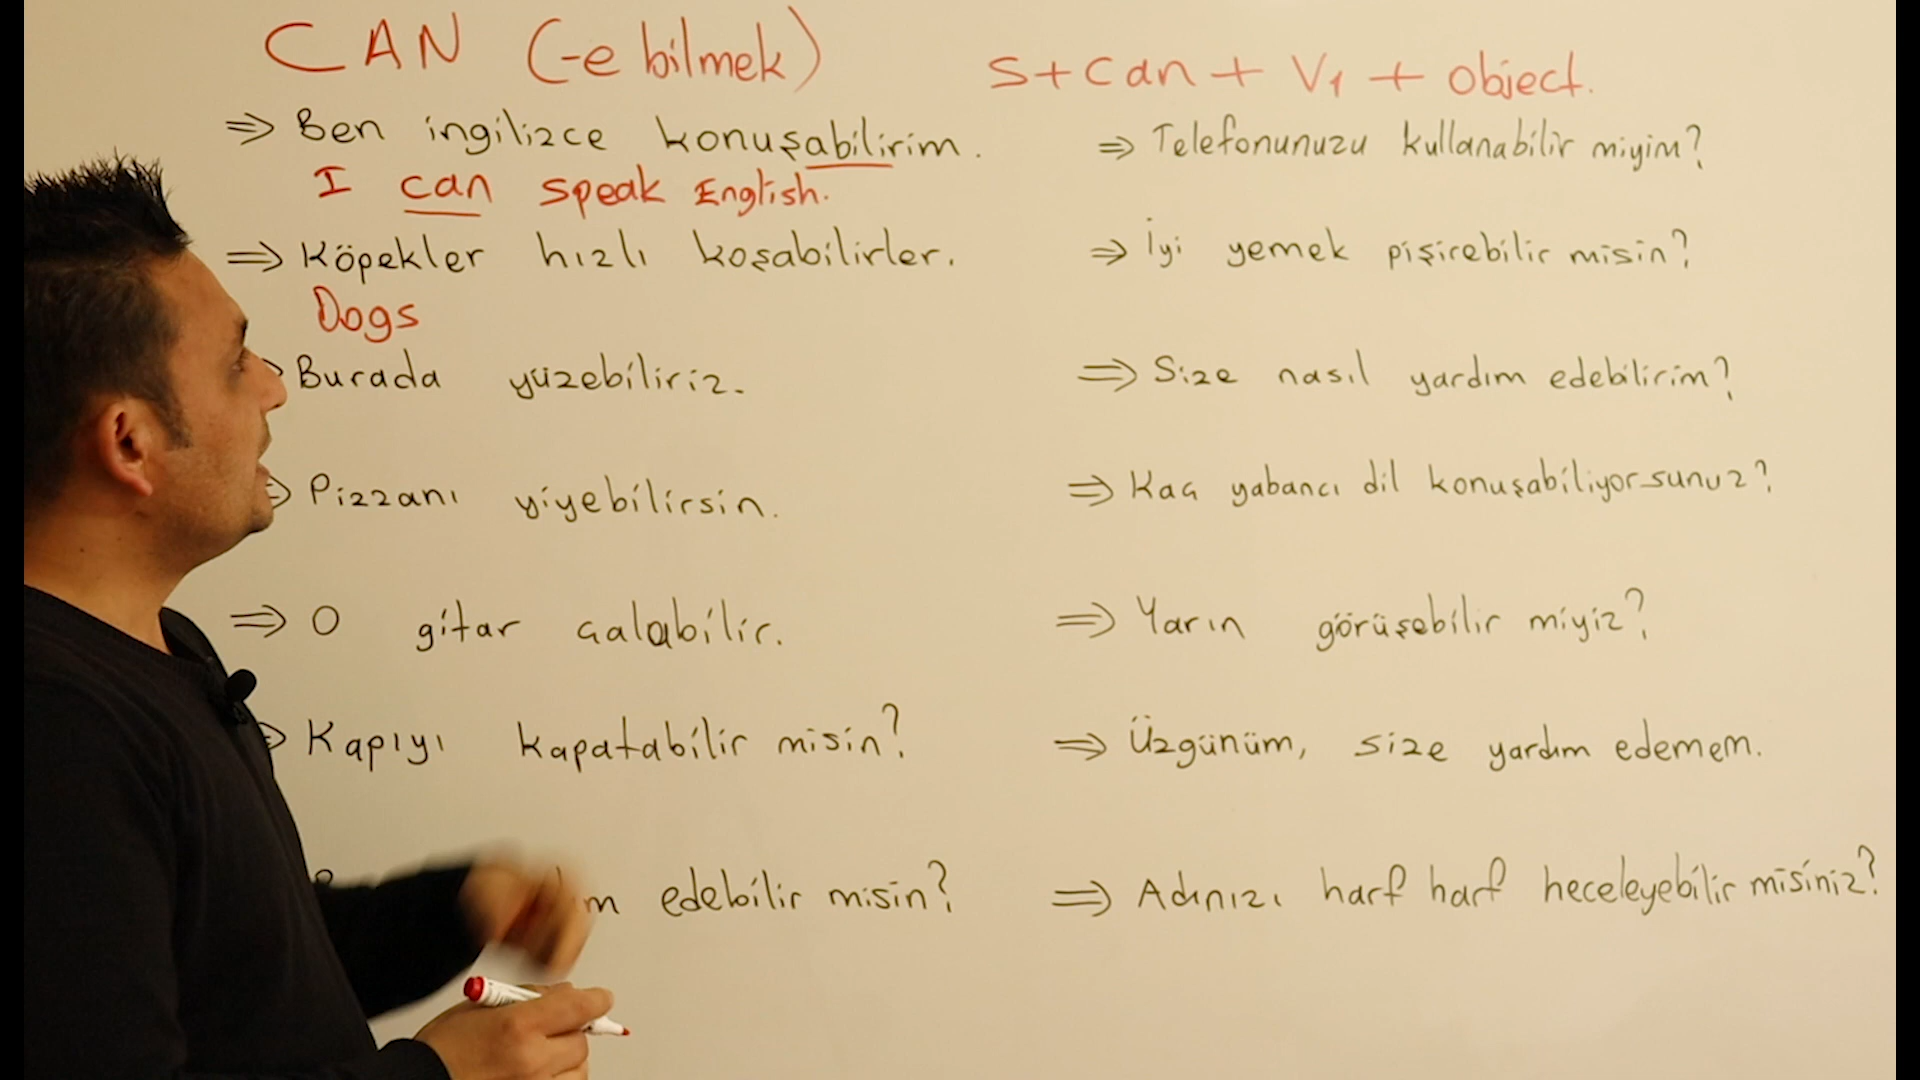 CAN (-e bilmek)
S+can+V1+object.
⇒ Ben ingilizce konuşabilirim.
I can speak English.
⇒ Köpekler hızlı koşabilirler.
Dogs
Burada yüzebiliriz.
Pizzanı yiyebilirsin.
⇒ O gitar çalabilir.
Kapıyı kapatabilir misin?
edebilir misin?
⇒ Telefonunuzu kullanabilir miyim?
⇒ İyi yemek pişirebilir misin?
⇒ Size nasıl yardım edebilirim?
⇒ Kaç yabancı dil konuşabiliyorsunuz?
⇒ Yarın görüşebilir miyiz?
⇒ Üzgünüm, size yardım edemem.
⇒ Adınızı harf harf heceleyebilir misiniz?